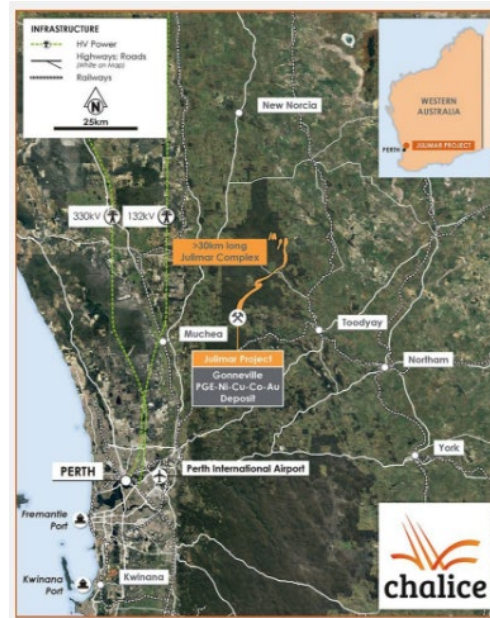 INFRASTRUCTURE
HV Power
Highways; Roads
(White on Map)
Railways
N
25km
New Norcia
WESTERN
AUSTRALIA
PERTH
JULIMAR PROJECT
330kV
132kV
>30km long
Julimar Complex
Muchea
Toodyay
Julimar Project
Gonneville
PGE-Ni-Cu-Co-Au
Deposit
Northam
York
PERTH
Perth International Airport
Fremantle
Port
Kwinana
Port
Kwinana
chalice